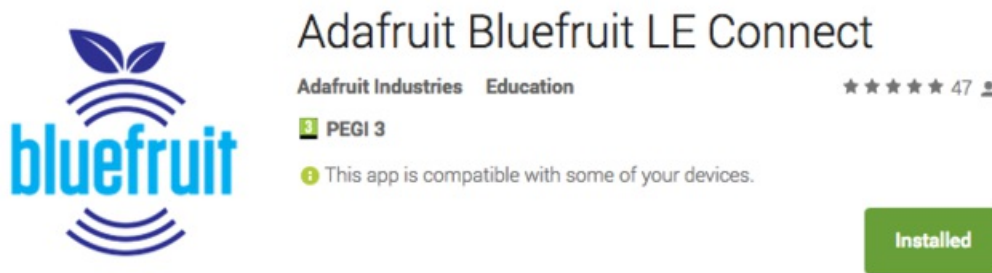 Adafruit Bluefruit LE Connect
Adafruit Industries Education
47
3 PEGI 3
This app is compatible with some of your devices.
bluefruit
Installed